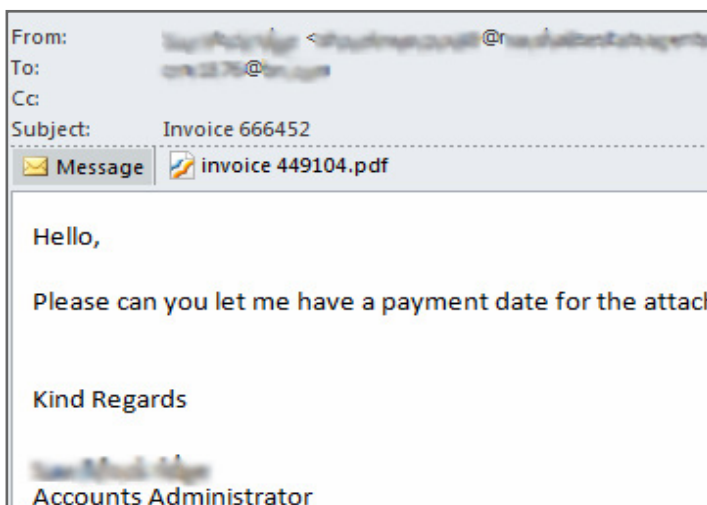 From:
To:
Cc:
Subject: Invoice 666452
Message invoice 449104.pdf
Hello,
Please can you let me have a payment date for the attach
Kind Regards
Accounts Administrator